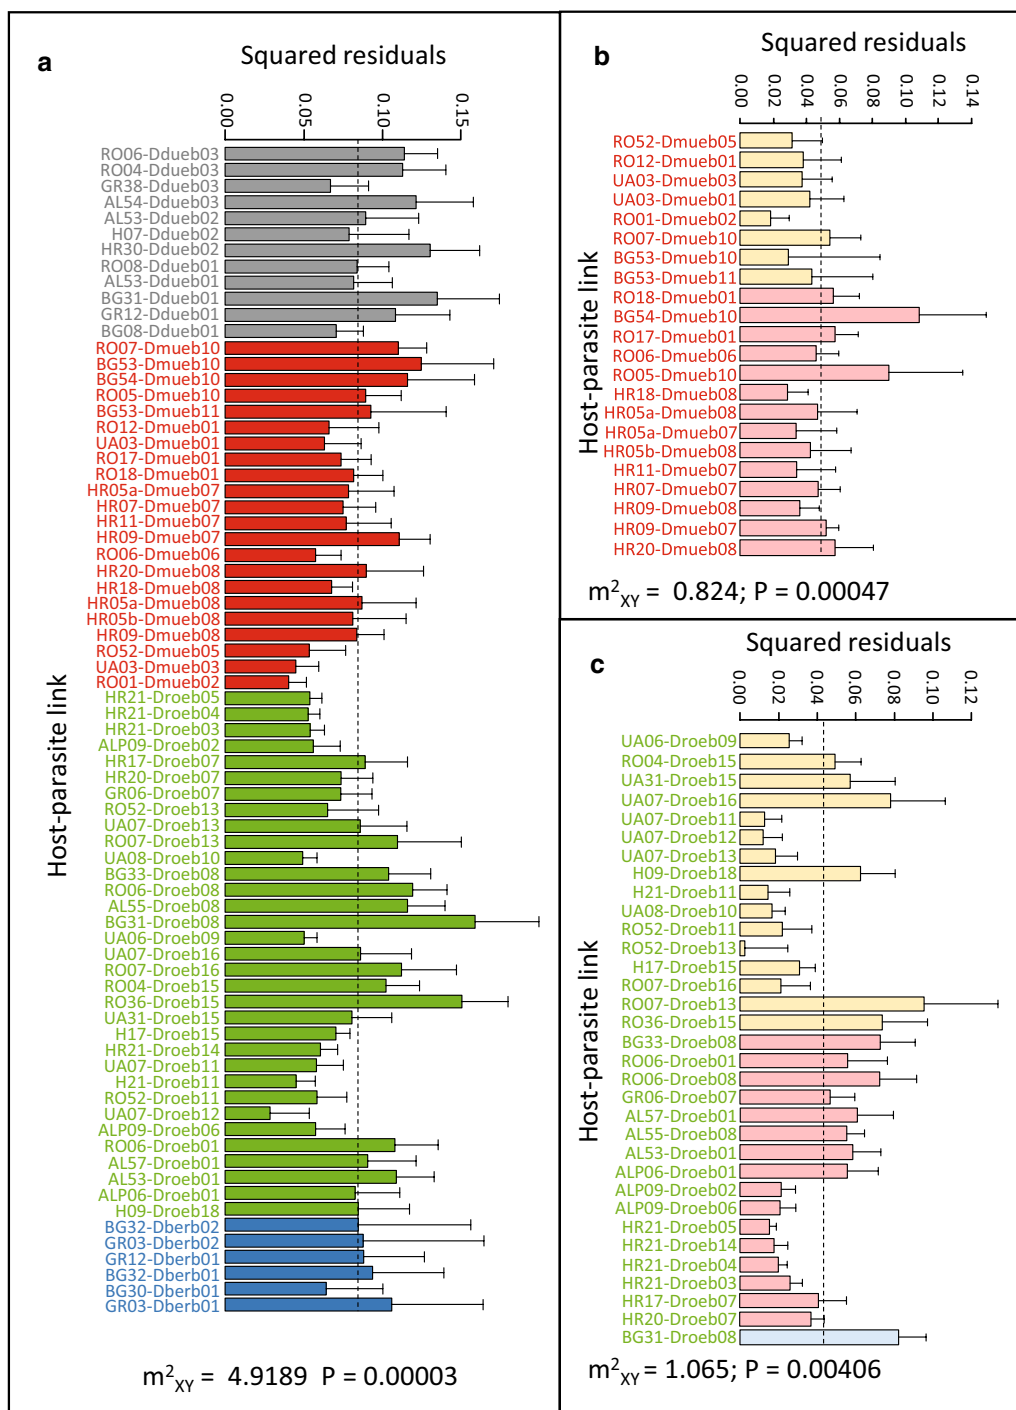 a
Squared residuals
0.00
0.05
0.10
0.15
Host-parasite link
RO06-Ddueb03
RO04-Ddueb03
GR38-Ddueb03
AL54-Ddueb03
AL53-Ddueb02
H07-Ddueb02
HR30-Ddueb02
RO08-Ddueb01
AL53-Ddueb01
BG31-Ddueb01
GR12-Ddueb01
BG08-Ddueb01
RO07-Dmueb10
BG53-Dmueb10
BG54-Dmueb10
RO05-Dmueb10
BG53-Dmueb11
RO12-Dmueb01
UA03-Dmueb01
RO17-Dmueb01
RO18-Dmueb01
HR05a-Dmueb07
HR07-Dmueb07
HR11-Dmueb07
HR09-Dmueb07
RO06-Dmueb06
HR20-Dmueb08
HR18-Dmueb08
HR05a-Dmueb08
HR05b-Dmueb08
HR09-Dmueb08
RO52-Dmueb05
UA03-Dmueb03
RO01-Dmueb02
HR21-Droeb05
HR21-Droeb04
HR21-Droeb03
ALP09-Droeb02
HR17-Droeb07
HR20-Droeb07
GR06-Droeb07
RO52-Droeb13
UA07-Droeb13
RO07-Droeb13
UA08-Droeb10
BG33-Droeb08
RO06-Droeb08
AL55-Droeb08
BG31-Droeb08
UA06-Droeb09
UA07-Droeb16
RO07-Droeb16
RO04-Droeb15
RO36-Droeb15
UA31-Droeb15
H17-Droeb15
HR21-Droeb14
UA07-Droeb11
H21-Droeb11
RO52-Droeb11
UA07-Droeb12
ALP09-Droeb06
RO06-Droeb01
AL57-Droeb01
AL53-Droeb01
ALP06-Droeb01
H09-Droeb18
BG32-Dberb02
GR03-Dberb02
GR12-Dberb01
BG32-Dberb01
BG30-Dberb01
GR03-Dberb01
m²XY = 4.9189 P = 0.00003
b
Squared residuals
0.00
0.02
0.04
0.06
0.08
0.10
0.12
0.14
Host-parasite link
RO52-Dmueb05
RO12-Dmueb01
UA03-Dmueb03
UA03-Dmueb01
RO01-Dmueb02
RO07-Dmueb10
BG53-Dmueb10
BG53-Dmueb11
RO18-Dmueb01
BG54-Dmueb10
RO17-Dmueb01
RO06-Dmueb06
RO05-Dmueb10
HR18-Dmueb08
HR05a-Dmueb08
HR05a-Dmueb07
HR05b-Dmueb08
HR11-Dmueb07
HR07-Dmueb07
HR09-Dmueb08
HR09-Dmueb07
HR20-Dmueb08
m²XY = 0.824; P = 0.00047
c
Squared residuals
0.00
0.02
0.04
0.06
0.08
0.10
0.12
Host-parasite link
UA06-Droeb09
RO04-Droeb15
UA31-Droeb15
UA07-Droeb16
UA07-Droeb11
UA07-Droeb12
UA07-Droeb13
H09-Droeb18
H21-Droeb11
UA08-Droeb10
RO52-Droeb11
RO52-Droeb13
H17-Droeb15
RO07-Droeb16
RO07-Droeb13
RO36-Droeb15
BG33-Droeb08
RO06-Droeb01
RO06-Droeb08
GR06-Droeb07
AL57-Droeb01
AL55-Droeb08
AL53-Droeb01
ALP06-Droeb01
ALP09-Droeb02
ALP09-Droeb06
HR21-Droeb05
HR21-Droeb14
HR21-Droeb04
HR21-Droeb03
HR17-Droeb07
HR20-Droeb07
BG31-Droeb08
m²XY = 1.065; P = 0.00406